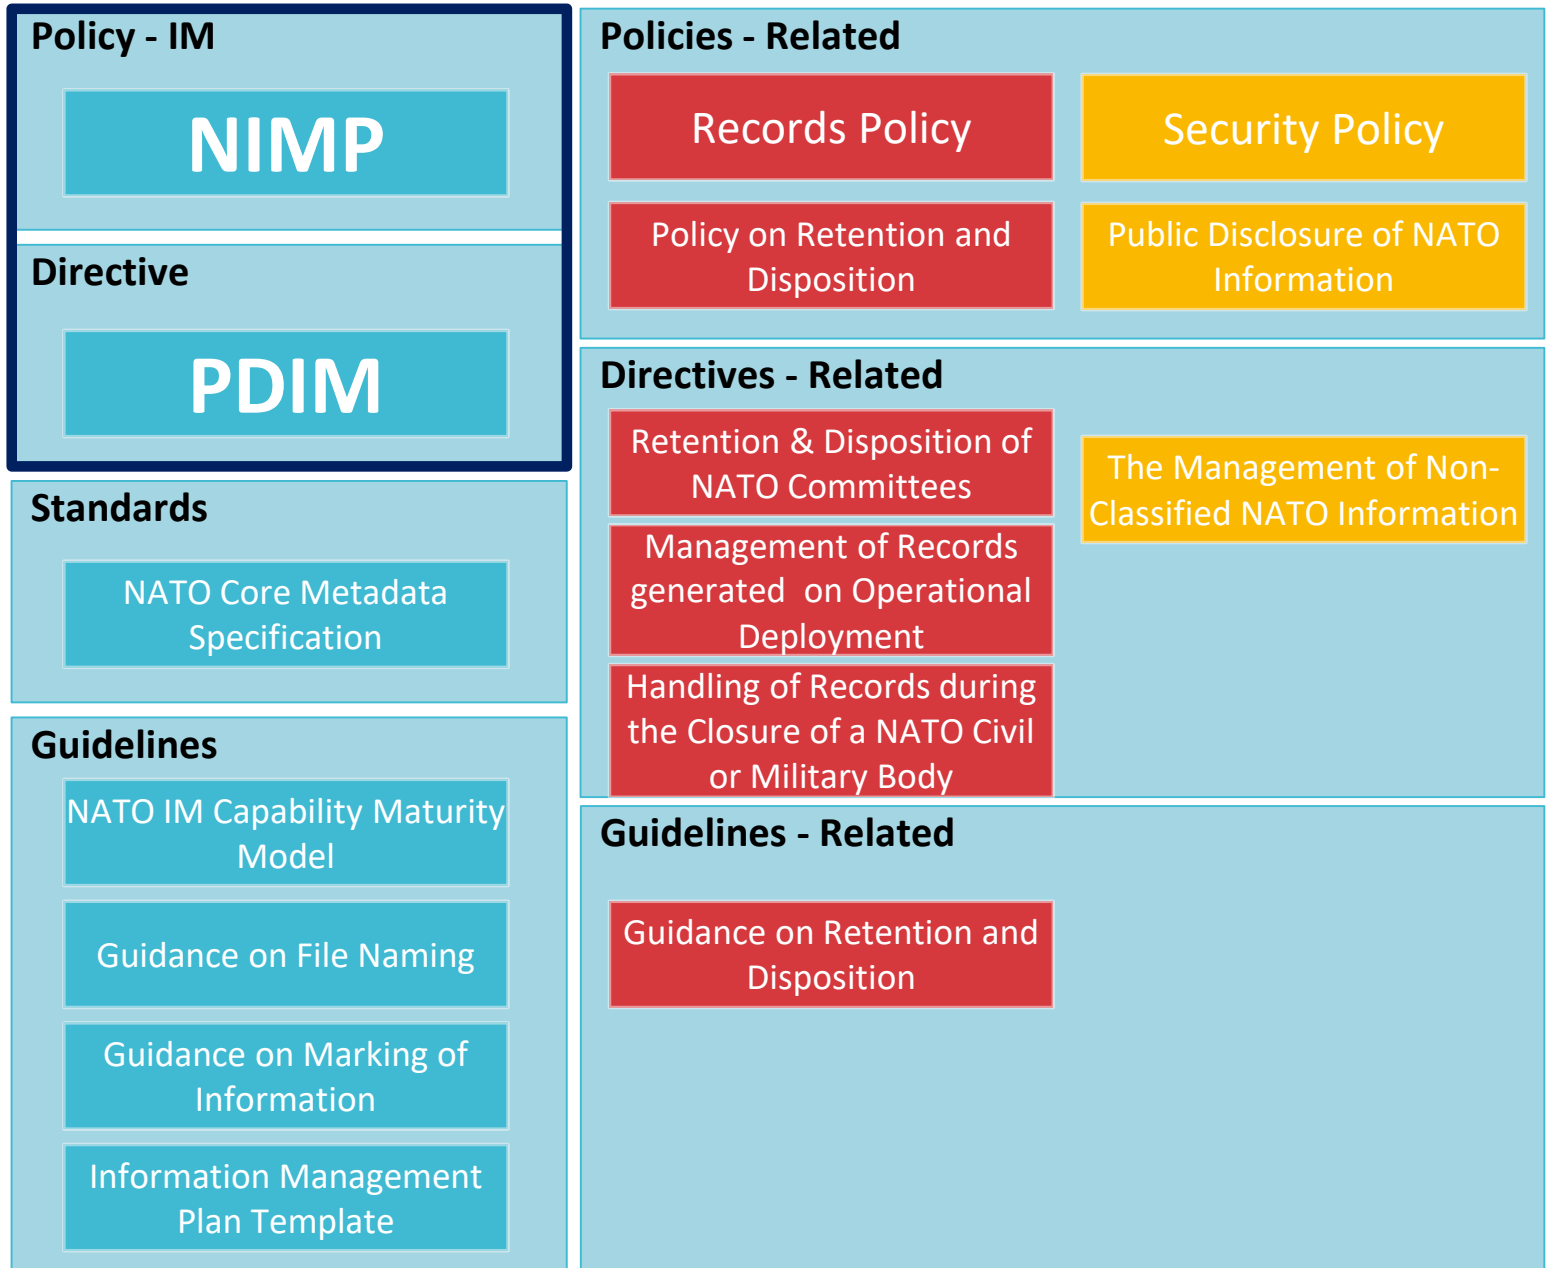 Policy - IM
NIMP
Directive
PDIM
Standards
NATO Core Metadata
Specification
Guidelines
NATO IM Capability Maturity
Model
Guidance on File Naming
Guidance on Marking of
Information
Information Management
Plan Template
Policies - Related
Records Policy
Security Policy
Policy on Retention and
Disposition
Public Disclosure of NATO
Information
Directives - Related
Retention & Disposition of
NATO Committees
Management of Records
generated  on Operational
Deployment
Handling of Records during
the Closure of a NATO Civil
or Military Body
The Management of Non-
Classified NATO Information
Guidelines - Related
Guidance on Retention and
Disposition